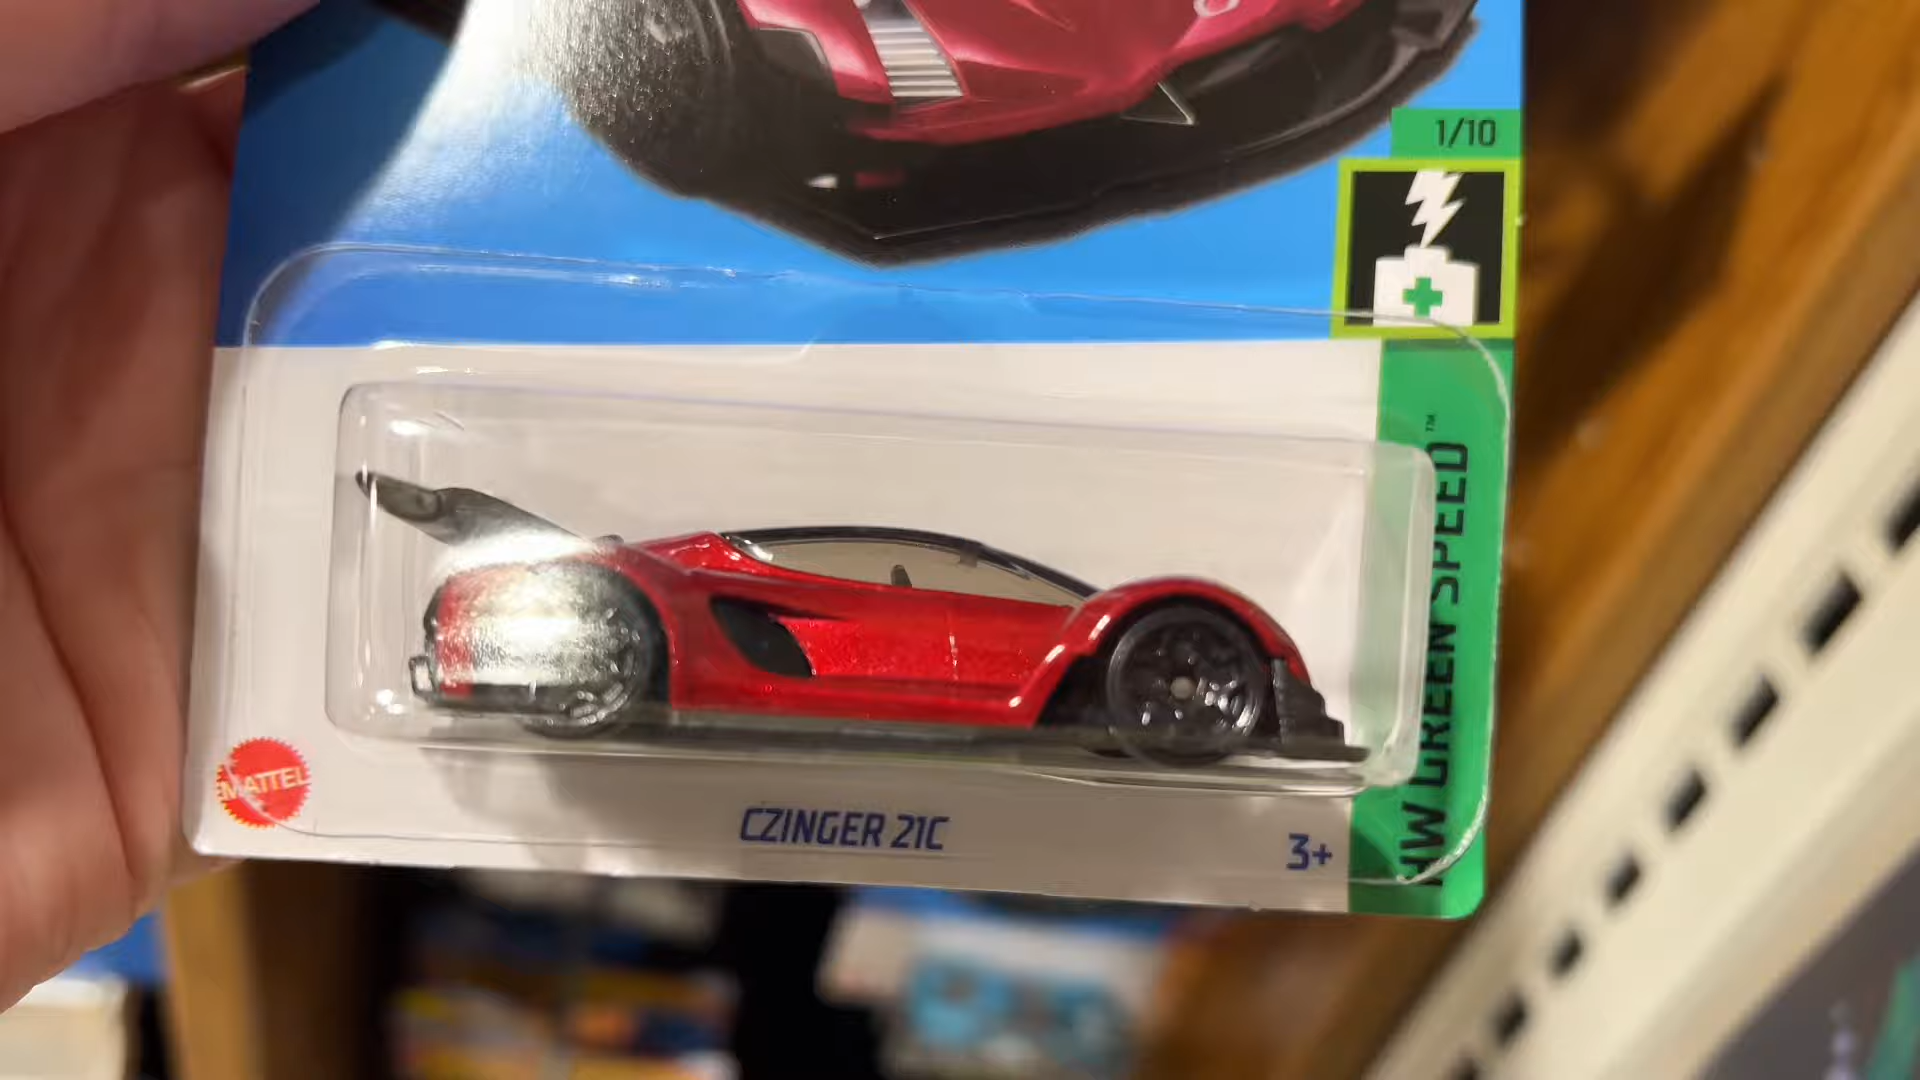 1/10
HW GREEN SPEED™
MATTEL
CZINGER 21C
3+